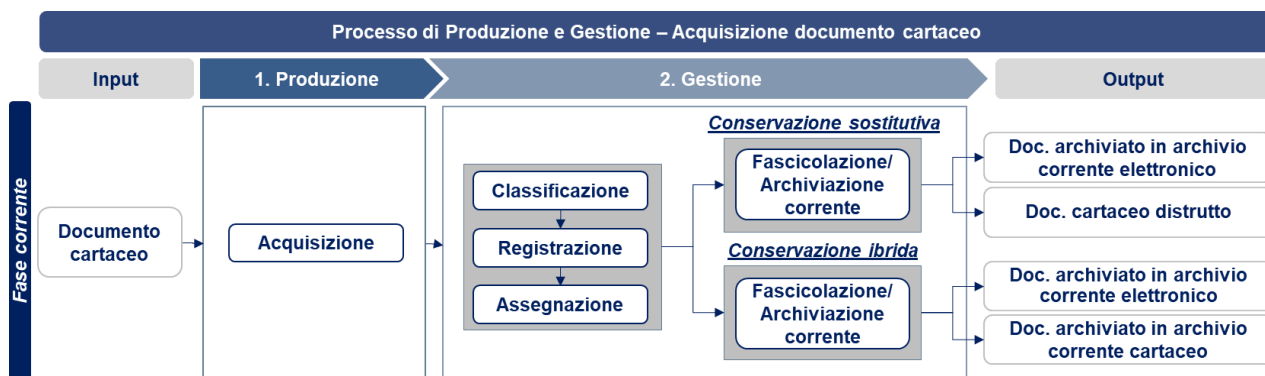 Processo di Produzione e Gestione – Acquisizione documento cartaceo
Input
1. Produzione
2. Gestione
Output
Fase corrente
Documento
cartaceo
Acquisizione
Classificazione
Registrazione
Assegnazione
Conservazione sostitutiva
Fascicolazione/
Archiviazione
corrente
Conservazione ibrida
Fascicolazione/
Archiviazione
corrente
Doc. archiviato in archivio
corrente elettronico
Doc. cartaceo distrutto
Doc. archiviato in archivio
corrente elettronico
Doc. archiviato in archivio
corrente cartaceo